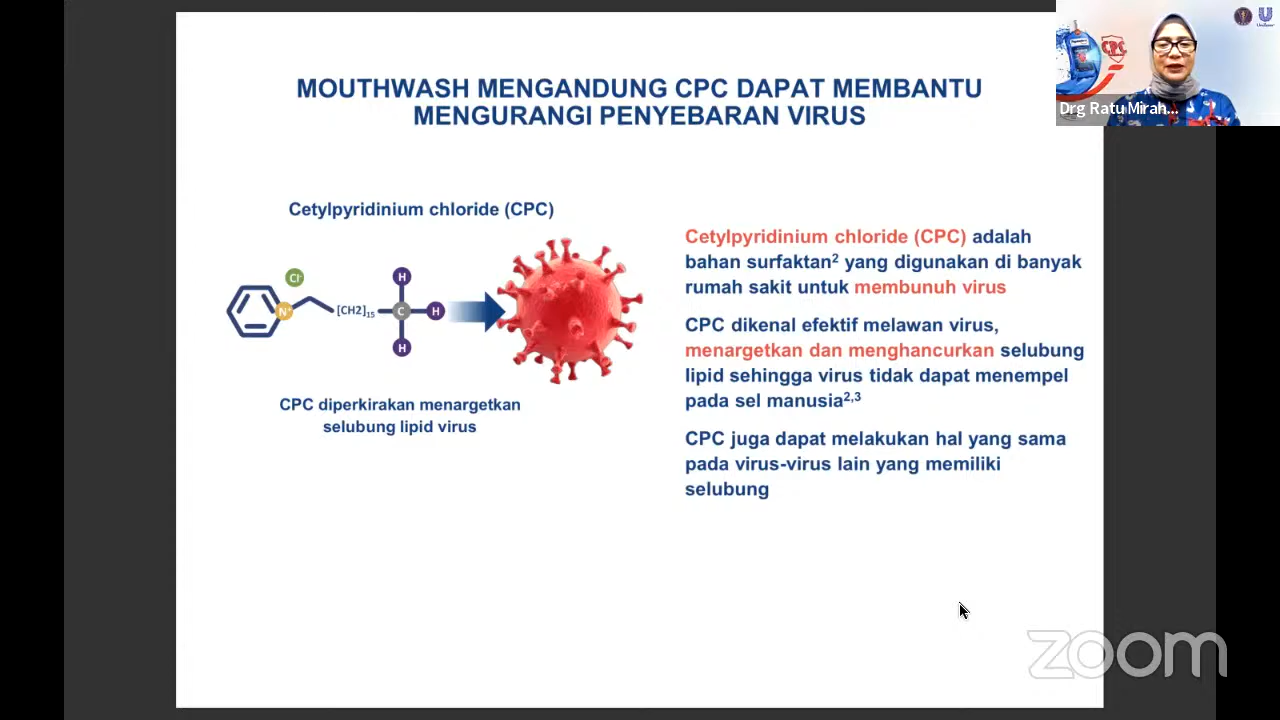 MOUTHWASH MENGANDUNG CPC DAPAT MEMBANTU
MENGURANGI PENYEBARAN VIRUS
Cetylpyridinium chloride (CPC)
Cl-
H
N+
[CH2]15
C
H
H
CPC diperkirakan menargetkan
selubung lipid virus
Cetylpyridinium chloride (CPC) adalah
bahan surfaktan2 yang digunakan di banyak
rumah sakit untuk membunuh virus
CPC dikenal efektif melawan virus,
menargetkan dan menghancurkan selubung
lipid sehingga virus tidak dapat menempel
pada sel manusia2,3
CPC juga dapat melakukan hal yang sama
pada virus-virus lain yang memiliki
selubung
CPC
Drg Ratu Mirah...
zoom